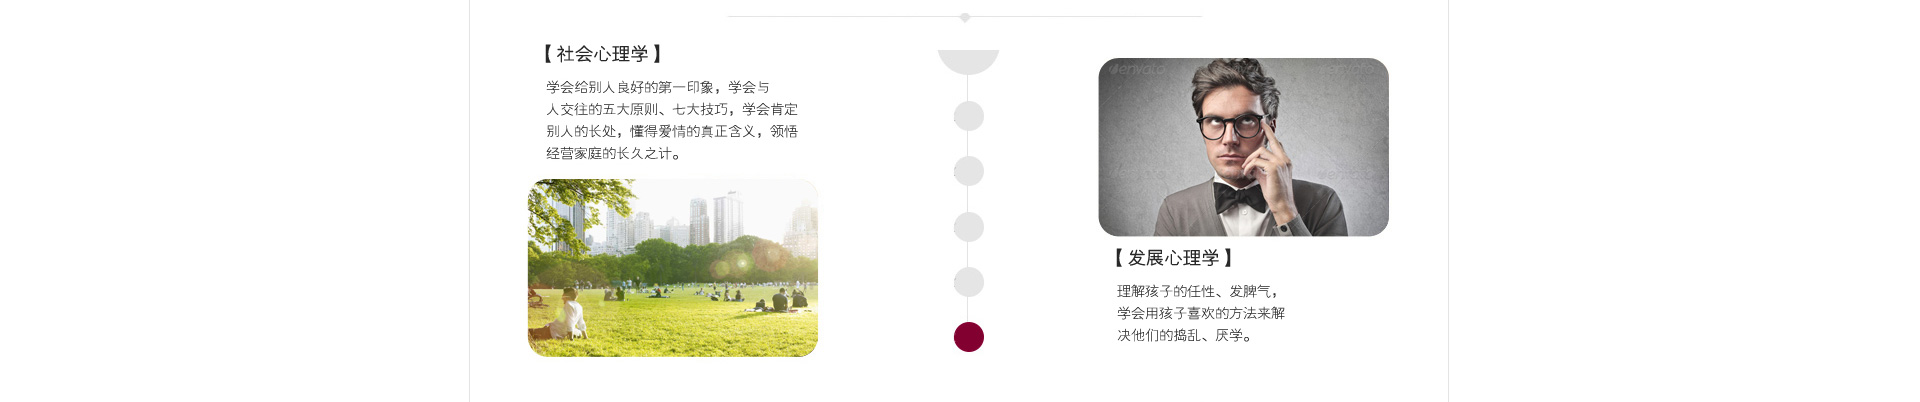 【 社会心理学 】
学会给别人良好的第一印象，学会与
人交往的五大原则、七大技巧，学会肯定
别人的长处，懂得爱情的真正含义，领悟
经营家庭的长久之计。
envato
【 发展心理学 】
理解孩子的任性、发脾气，
学会用孩子喜欢的方法来解
决他们的捣乱、厌学。